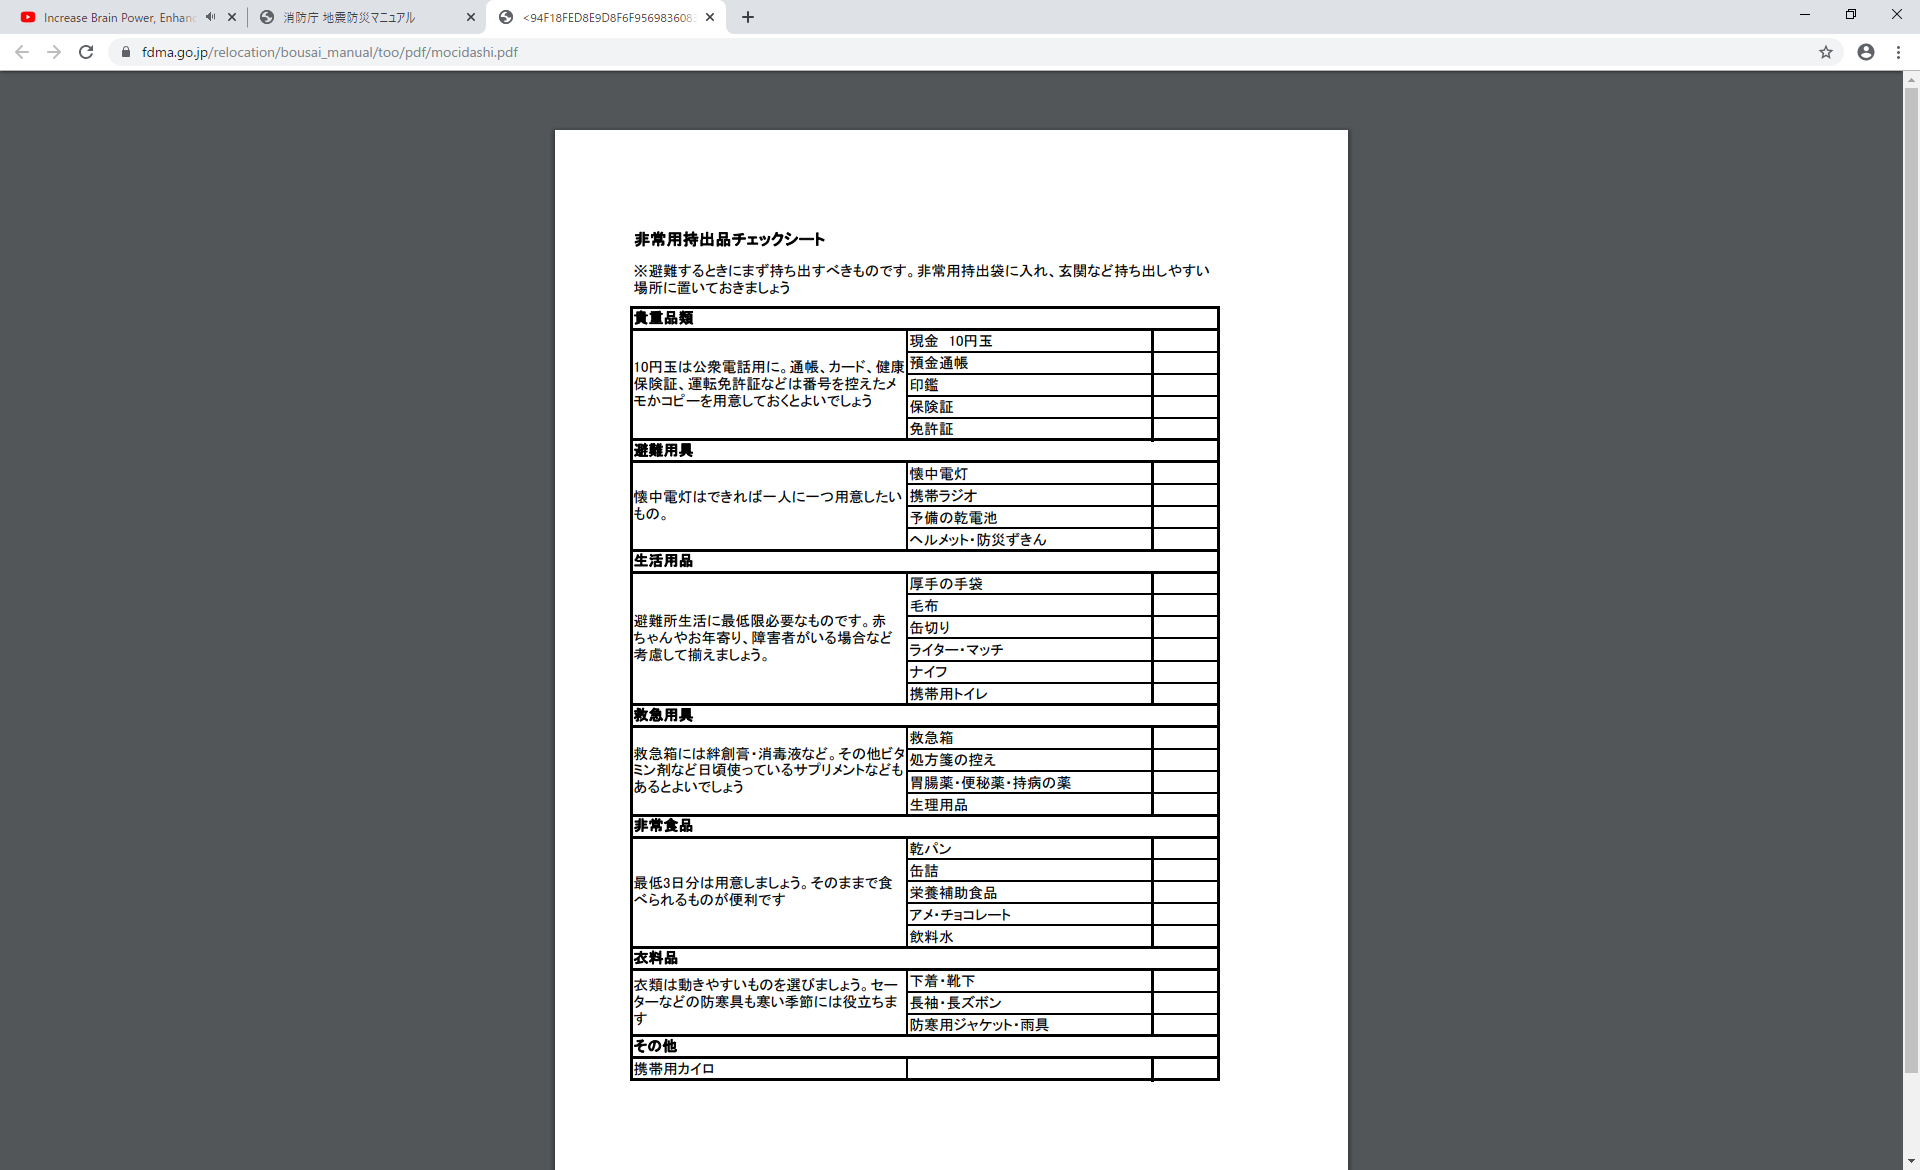 Increase Brain Power, Enhanc
消防庁 地震防災マニュアル
<94F18FED8E9D8F6F9569836083
fdma.go.jp/relocation/bousai_manual/too/pdf/mocidashi.pdf
非常用持出品チェックシート
※避難するときにまず持ち出すべきものです。非常用持出袋に入れ、玄関など持ち出しやすい
場所に置いておきましょう
貴重品類
10円玉は公衆電話用に。通帳、カード、健康
保険証、運転免許証などは番号を控えたメ
モかコピーを用意しておくとよいでしょう
現金　10円玉
預金通帳
印鑑
保険証
免許証
避難用具
懐中電灯はできれば一人に一つ用意したい
もの。
懐中電灯
携帯ラジオ
予備の乾電池
ヘルメット・防災ずきん
生活用品
避難所生活に最低限必要なものです。赤
ちゃんやお年寄り、障害者がいる場合など
考慮して揃えましょう。
厚手の手袋
毛布
缶切り
ライター・マッチ
ナイフ
携帯用トイレ
救急用具
救急箱には絆創膏・消毒液など。その他ビタ
ミン剤など日頃使っているサプリメントなども
あるとよいでしょう
救急箱
処方箋の控え
胃腸薬・便秘薬・持病の薬
生理用品
非常食品
最低3日分は用意しましょう。そのままで食
べられるものが便利です
乾パン
缶詰
栄養補助食品
アメ・チョコレート
飲料水
衣料品
衣類は動きやすいものを選びましょう。セー
ターなどの防寒具も寒い季節には役立ちま
す
下着・靴下
長袖・長ズボン
防寒用ジャケット・雨具
その他
携帯用カイロ